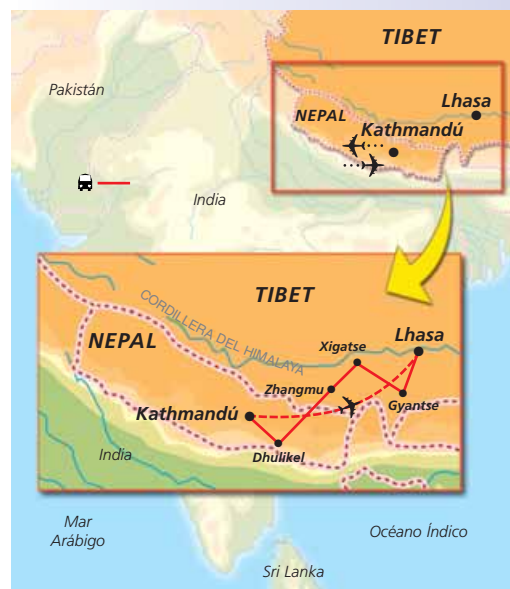 TIBET
Pakistán
Lhasa
NEPAL
Kathmandú
India
CORDILLERA DEL HIMALAYA
TIBET
NEPAL
Xigatse
Lhasa
Zhangmu
Gyantse
Kathmandú
Dhulikel
India
Mar
Arábigo
Océano Índico
Sri Lanka